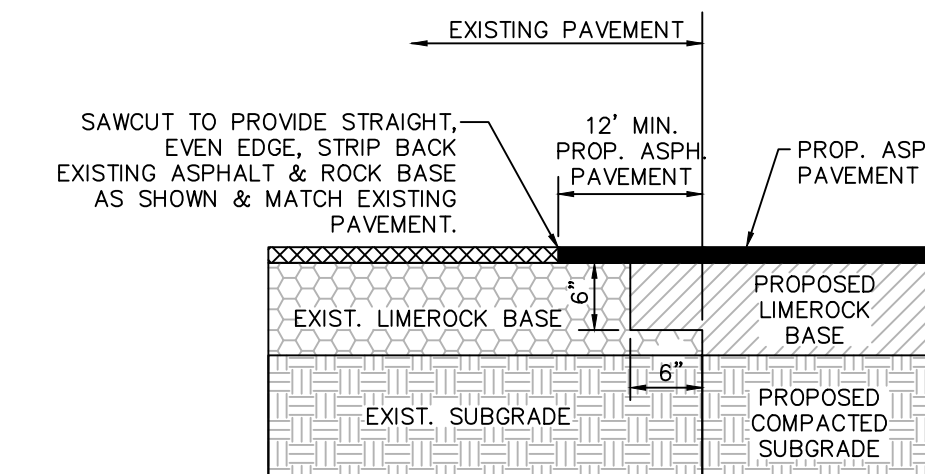 EXISTING PAVEMENT
SAWCUT TO PROVIDE STRAIGHT,
EVEN EDGE, STRIP BACK
EXISTING ASPHALT & ROCK BASE
AS SHOWN & MATCH EXISTING
PAVEMENT.
12' MIN.
PROP. ASPH.
PAVEMENT
PROP. ASP
PAVEMENT
6"
EXIST. LIMEROCK BASE
PROPOSED
LIMEROCK
BASE
6"
EXIST. SUBGRADE
PROPOSED
COMPACTED
SUBGRADE